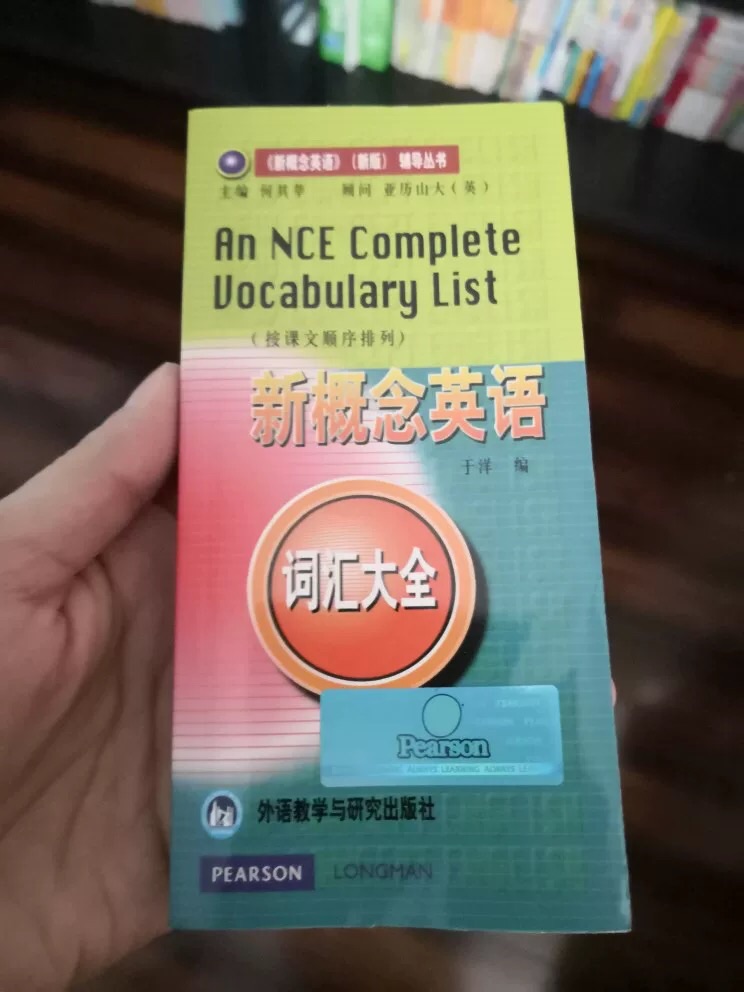 《新概念英语》(新版) 辅导丛书
主编 何其莘 顾问 亚历山大(英)
An NCE Complete
Vocabulary List
(按课文顺序排列)
新概念英语
于洋 编
词汇大全
Pearson
ALWAYS LEARNING ALWAYS
外语教学与研究出版社
PEARSON LONGMAN